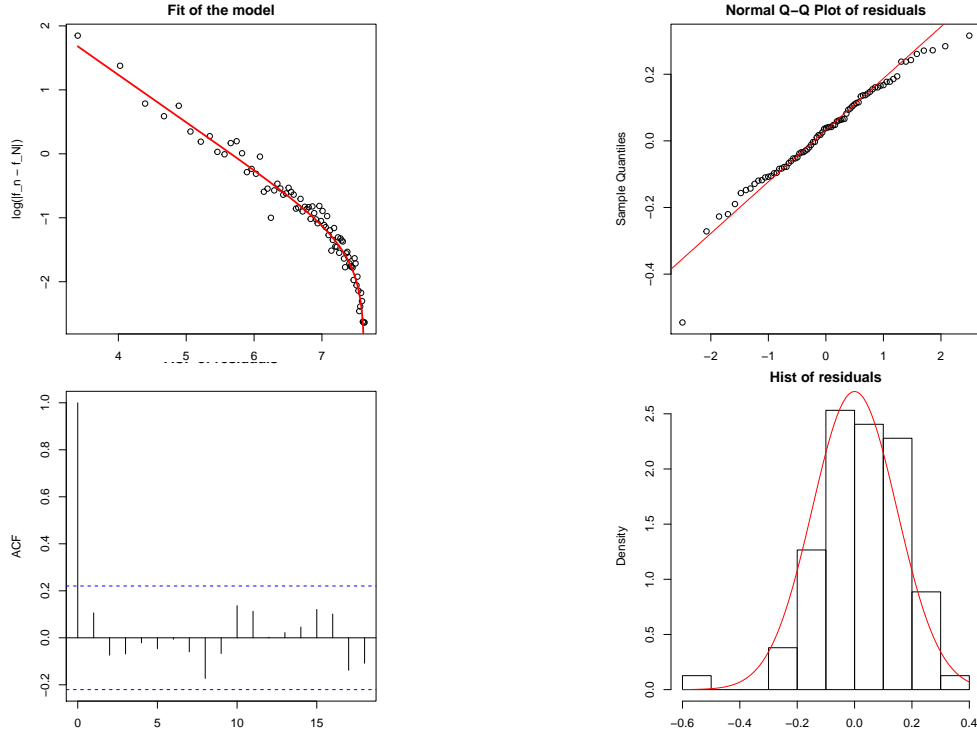 Fit of the model
log(|f_n − f_N|)
2
1
0
−1
−2
4 5 6 7
Normal Q−Q Plot of residuals
Sample Quantiles
0.2
0.0
−0.2
−0.4
−2 −1 0 1 2
ACF
1.0
0.8
0.6
0.4
0.2
0.0
−0.2
0 5 10 15
Hist of residuals
Density
2.5
2.0
1.5
1.0
0.5
0.0
−0.6 −0.4 −0.2 0.0 0.2 0.4